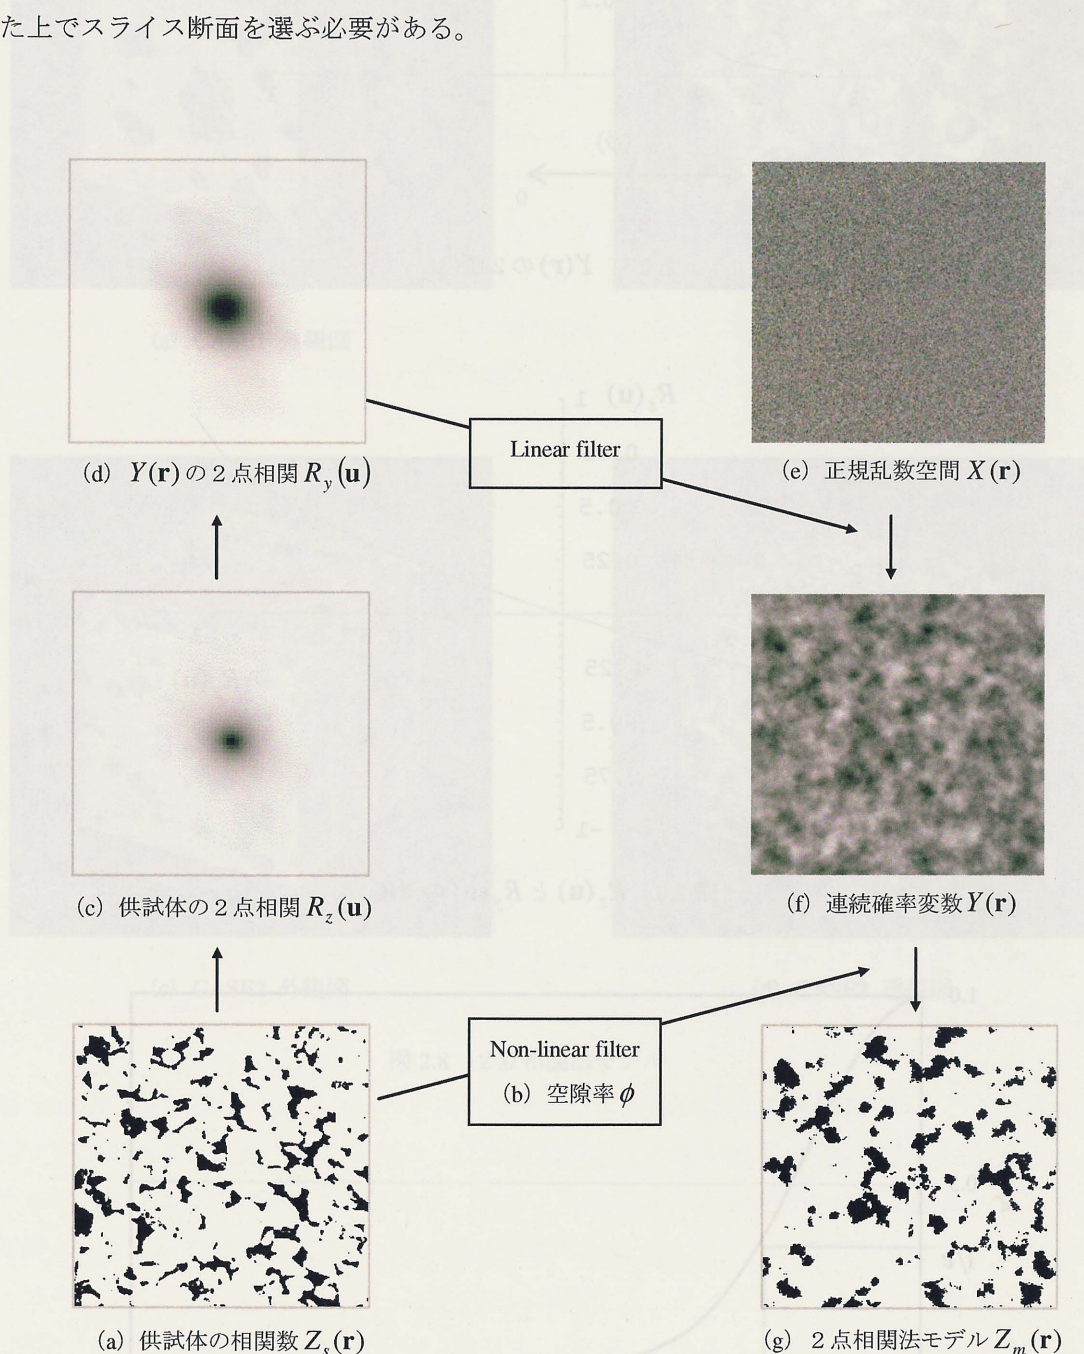 た上でスライス断面を選ぶ必要がある。
(d) Y(r) の２点相関 R_y(u)
Linear filter
(e) 正規乱数空間 X(r)
(c) 供試体の２点相関 R_z(u)
(f) 連続確率変数 Y(r)
Non-linear filter
(b) 空隙率 ϕ
(a) 供試体の相関数 Z_s(r)
(g) ２点相関法モデル Z_m(r)